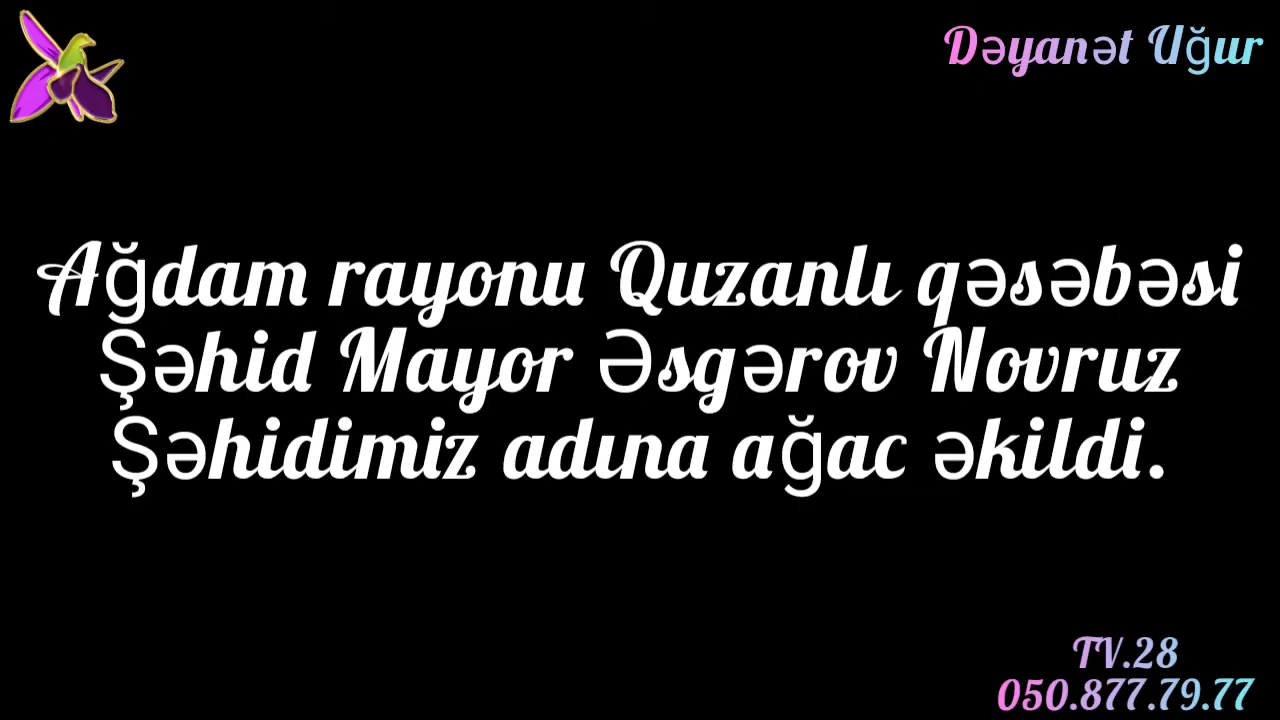 Dəyanət Uğur
Ağdam rayonu Quzanlı qəsəbəsi
Şəhid Mayor Əsgərov Novruz
Şəhidimiz adına ağac əkildi.
TV.28
050.877.79.77